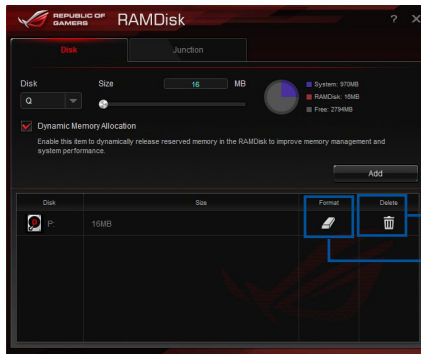 REPUBLIC OF
GAMERS
RAMDisk
? X
Disk
Junction
Disk
Size
16
MB
Q
System: 970MB
RAMDisk: 16MB
Free: 2794MB
Dynamic Memory Allocation
Enable this item to dynamically release reserved memory in the RAMDisk to improve memory management and
system performance.
Add
Disk
Size
Format
Delete
P:
16MB